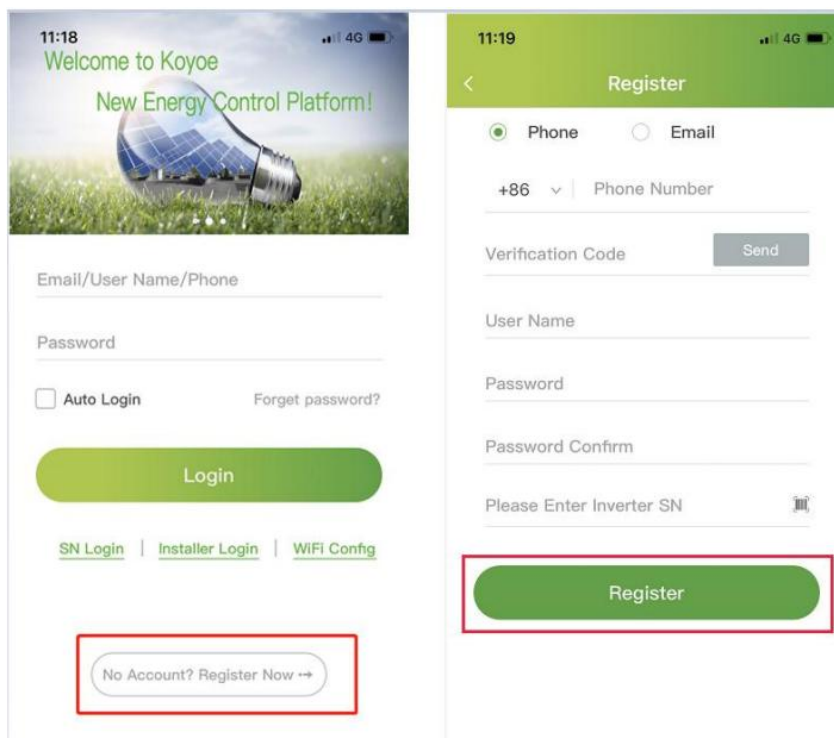 11:18
4G
Welcome to Koyoe
New Energy Control Platform!
Email/User Name/Phone
Password
Auto Login Forget password?
Login
SN Login | Installer Login | WiFi Config
No Account? Register Now ⇢
11:19
4G
Register
Phone Email
+86 Phone Number
Verification Code Send
User Name
Password
Password Confirm
Please Enter Inverter SN
Register